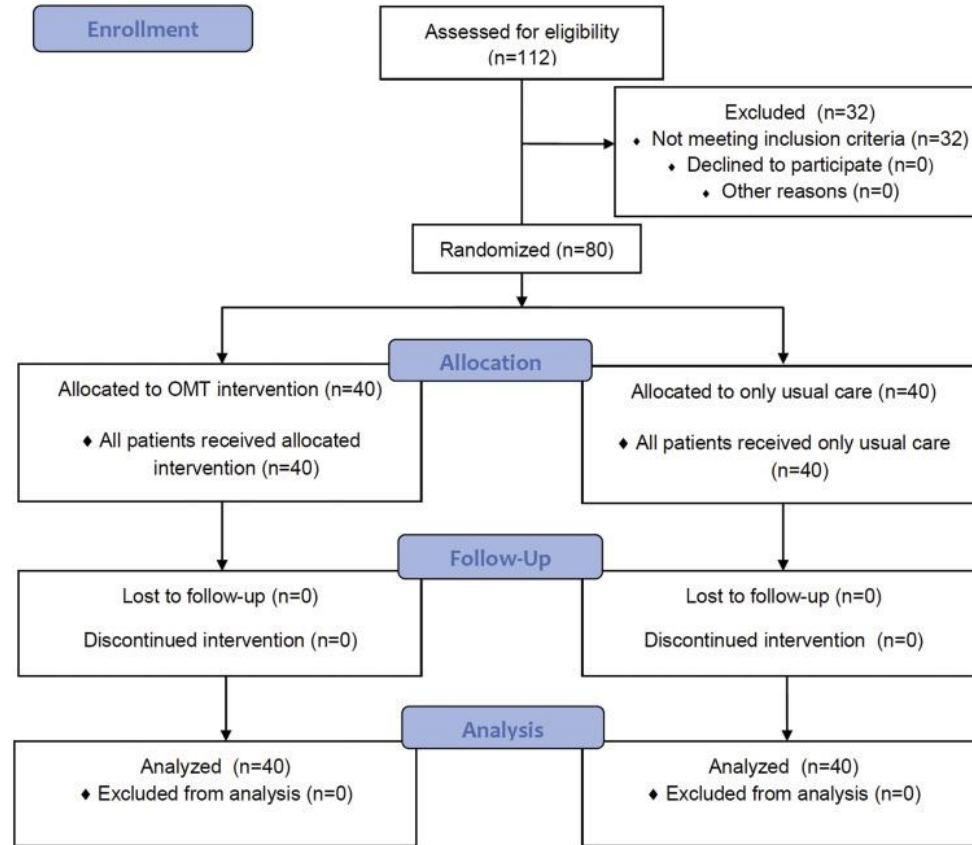 Enrollment
Assessed for eligibility
(n=112)
Excluded (n=32)
⬧ Not meeting inclusion criteria (n=32)
⬧ Declined to participate (n=0)
⬧ Other reasons (n=0)
Randomized (n=80)
Allocation
Allocated to OMT intervention (n=40)
⬧ All patients received allocated
intervention (n=40)
Allocated to only usual care (n=40)
⬧ All patients received only usual care
(n=40)
Follow-Up
Lost to follow-up (n=0)
Discontinued intervention (n=0)
Lost to follow-up (n=0)
Discontinued intervention (n=0)
Analysis
Analyzed (n=40)
⬧ Excluded from analysis (n=0)
Analyzed (n=40)
⬧ Excluded from analysis (n=0)